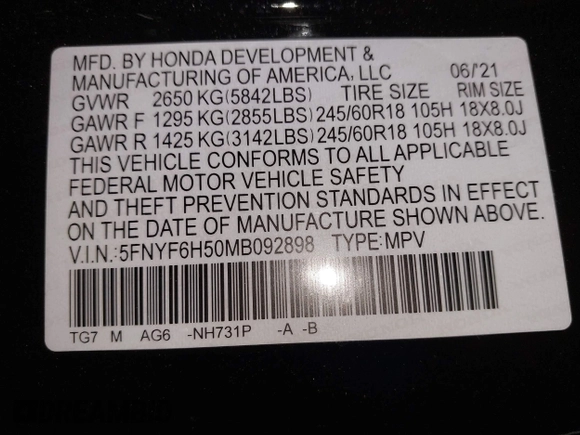 MFD. BY HONDA DEVELOPMENT &
MANUFACTURING OF AMERICA, LLC 06/'21
GVWR 2650 KG(5842LBS) TIRE SIZE RIM SIZE
GAWR F 1295 KG(2855LBS) 245/60R18 105H 18X8.0J
GAWR R 1425 KG(3142LBS) 245/60R18 105H 18X8.0J
THIS VEHICLE CONFORMS TO ALL APPLICABLE
FEDERAL MOTOR VEHICLE SAFETY
AND THEFT PREVENTION STANDARDS IN EFFECT
ON THE DATE OF MANUFACTURE SHOWN ABOVE.
V.I.N.:5FNYF6H50MB092898 TYPE:MPV
TG7 M AG6 -NH731P -A -B